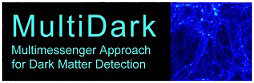 MultiDark
Multimessenger Approach
for Dark Matter Detection